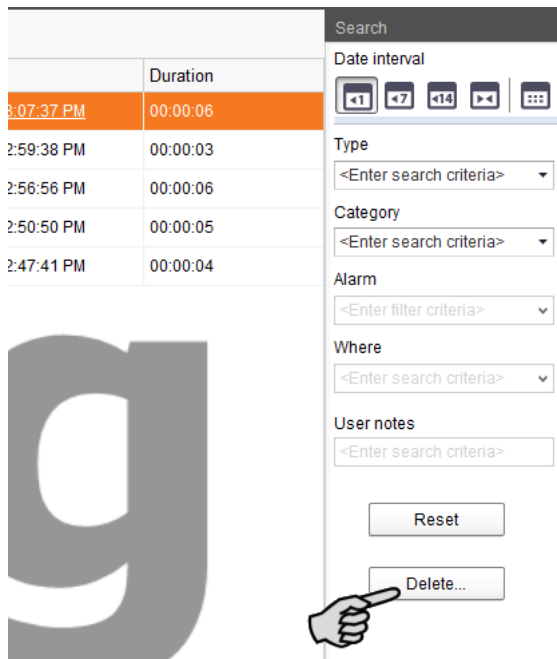 Search
Date interval
Duration
1 7 14
3:07:37 PM 00:00:06
2:59:38 PM 00:00:03
2:56:56 PM 00:00:06
2:50:50 PM 00:00:05
2:47:41 PM 00:00:04
Type
<Enter search criteria>
Category
<Enter search criteria>
Alarm
<Enter filter criteria>
Where
<Enter search criteria>
User notes
<Enter search criteria>
Reset
Delete...
g